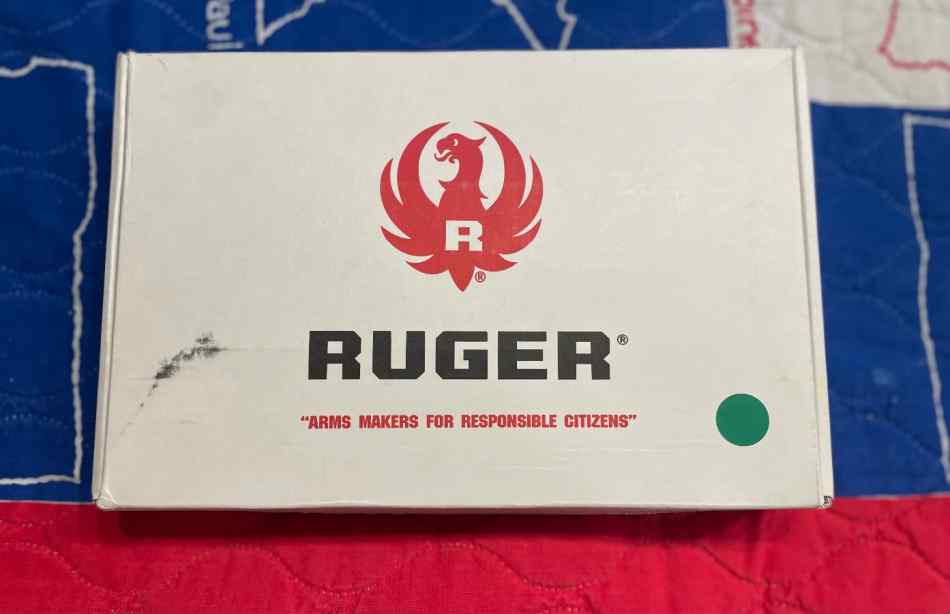 R®
RUGER®
“ARMS MAKERS FOR RESPONSIBLE CITIZENS”